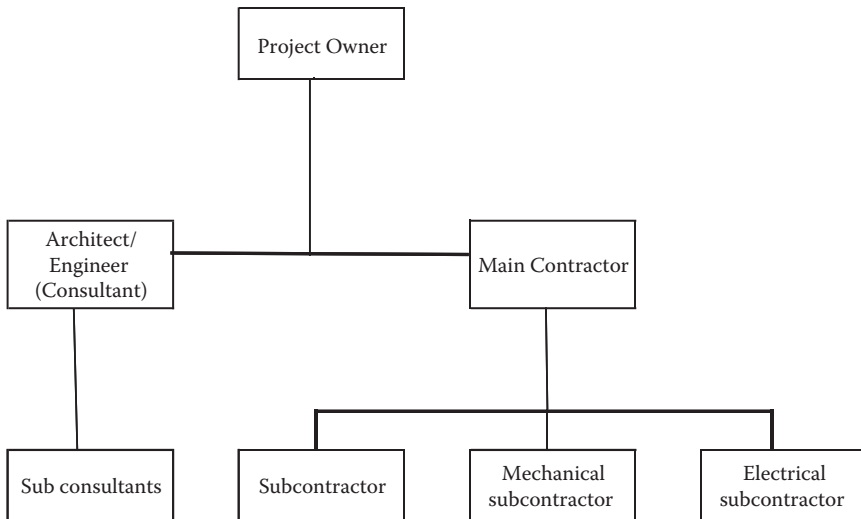 Project Owner
Architect/
Engineer
(Consultant)
Main Contractor
Sub consultants
Subcontractor
Mechanical
subcontractor
Electrical
subcontractor